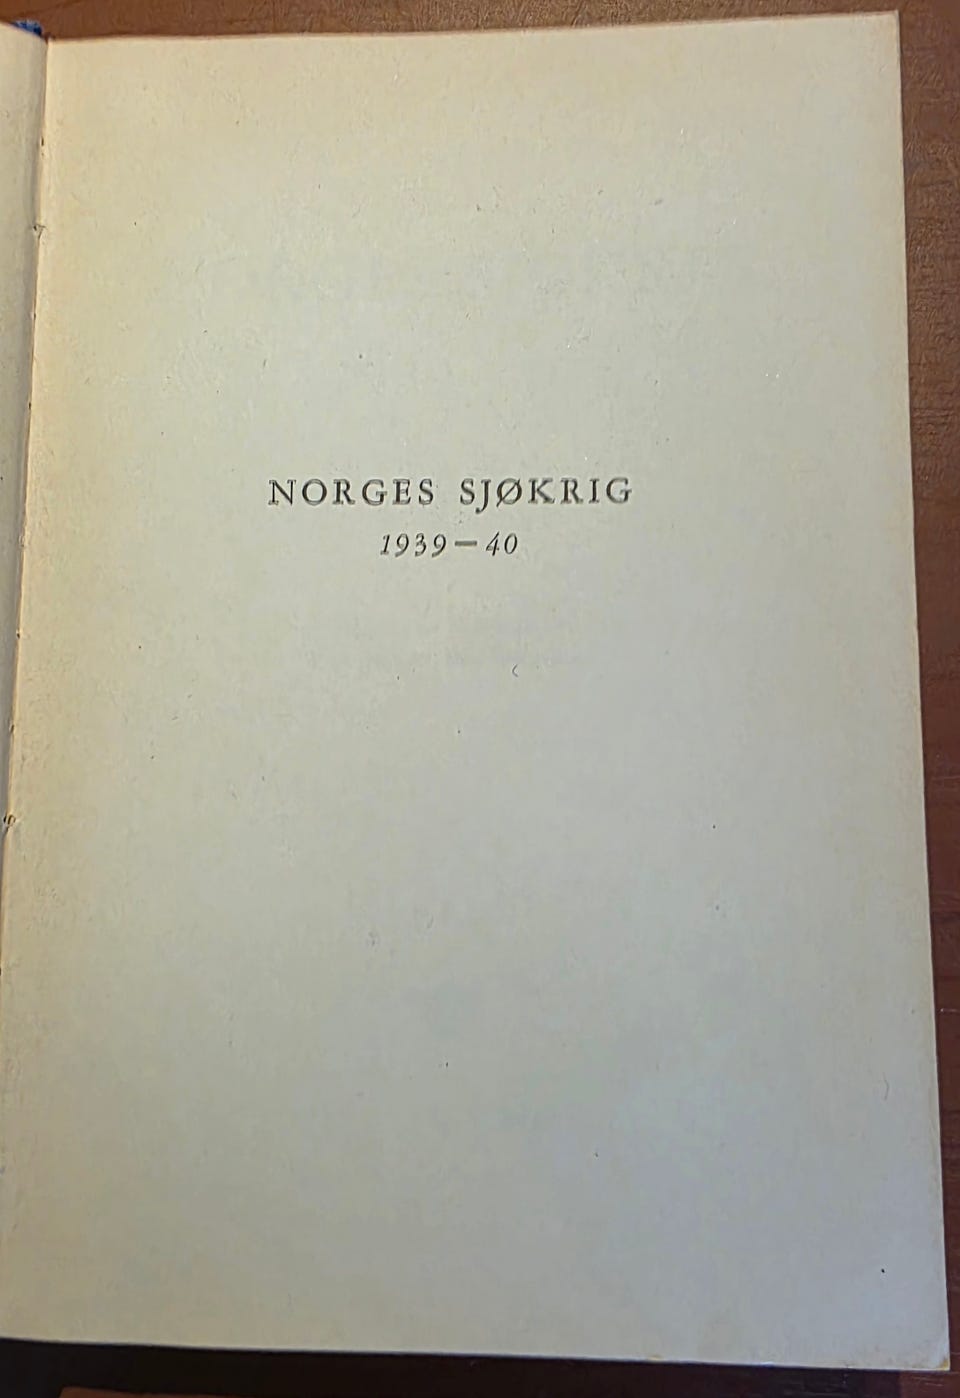 NORGES SJØKRIG
1939 — 40